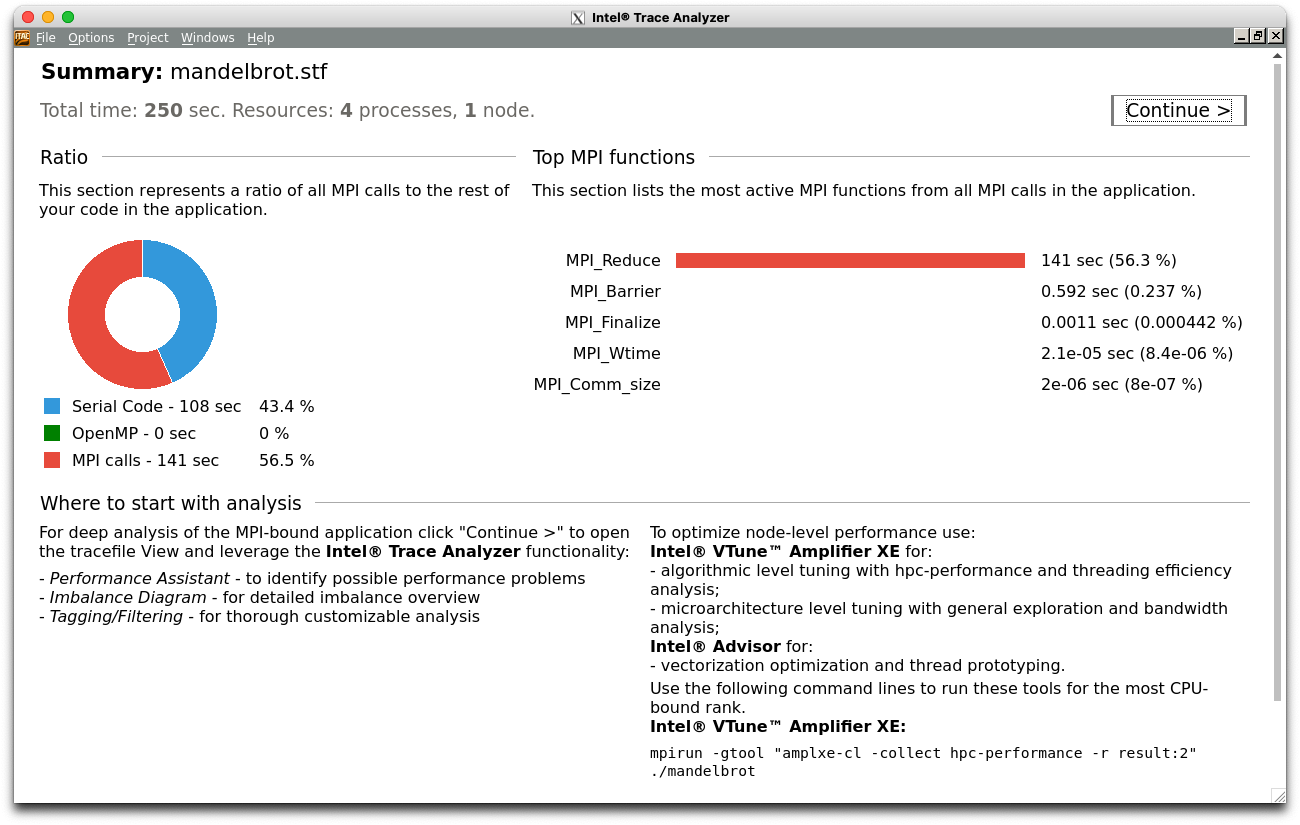 Intel® Trace Analyzer
ITAC
File Options Project Windows Help
Summary: mandelbrot.stf
Total time: 250 sec. Resources: 4 processes, 1 node.
Continue >
Ratio
This section represents a ratio of all MPI calls to the rest of
your code in the application.
Serial Code - 108 sec 43.4 %
OpenMP - 0 sec 0 %
MPI calls - 141 sec 56.5 %
Top MPI functions
This section lists the most active MPI functions from all MPI calls in the application.
MPI_Reduce 141 sec (56.3 %)
MPI_Barrier 0.592 sec (0.237 %)
MPI_Finalize 0.0011 sec (0.000442 %)
MPI_Wtime 2.1e-05 sec (8.4e-06 %)
MPI_Comm_size 2e-06 sec (8e-07 %)
Where to start with analysis
For deep analysis of the MPI-bound application click "Continue >" to open
the tracefile View and leverage the Intel® Trace Analyzer functionality:
- Performance Assistant - to identify possible performance problems
- Imbalance Diagram - for detailed imbalance overview
- Tagging/Filtering - for thorough customizable analysis
To optimize node-level performance use:
Intel® VTune™ Amplifier XE for:
- algorithmic level tuning with hpc-performance and threading efficiency
analysis;
- microarchitecture level tuning with general exploration and bandwidth
analysis;
Intel® Advisor for:
- vectorization optimization and thread prototyping.
Use the following command lines to run these tools for the most CPU-
bound rank.
Intel® VTune™ Amplifier XE:
mpirun -gtool "amplxe-cl -collect hpc-performance -r result:2"
./mandelbrot